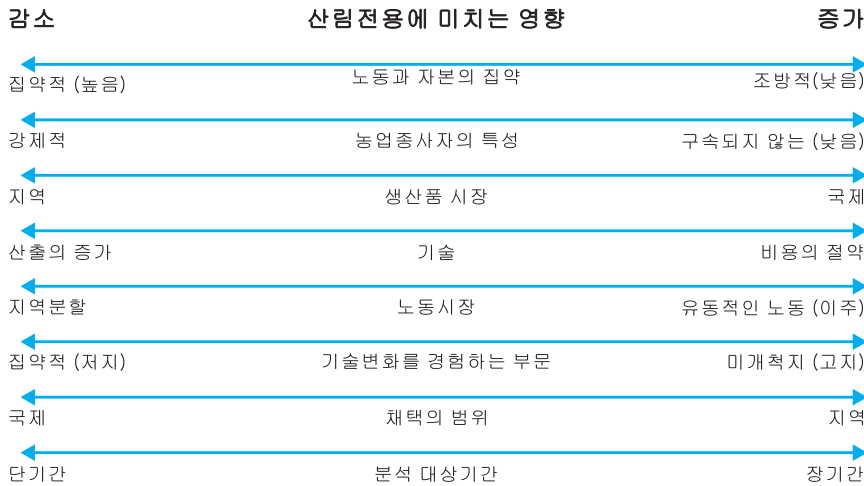 감소 산림전용에 미치는 영향 증가
집약적 (높음) 노동과 자본의 집약 조방적(낮음)
강제적 농업종사자의 특성 구속되지 않는 (낮음)
지역 생산품 시장 국제
산출의 증가 기술 비용의 절약
지역분할 노동시장 유동적인 노동 (이주)
집약적 (저지) 기술변화를 경험하는 부문 미개척지 (고지)
국제 채택의 범위 지역
단기간 분석 대상기간 장기간